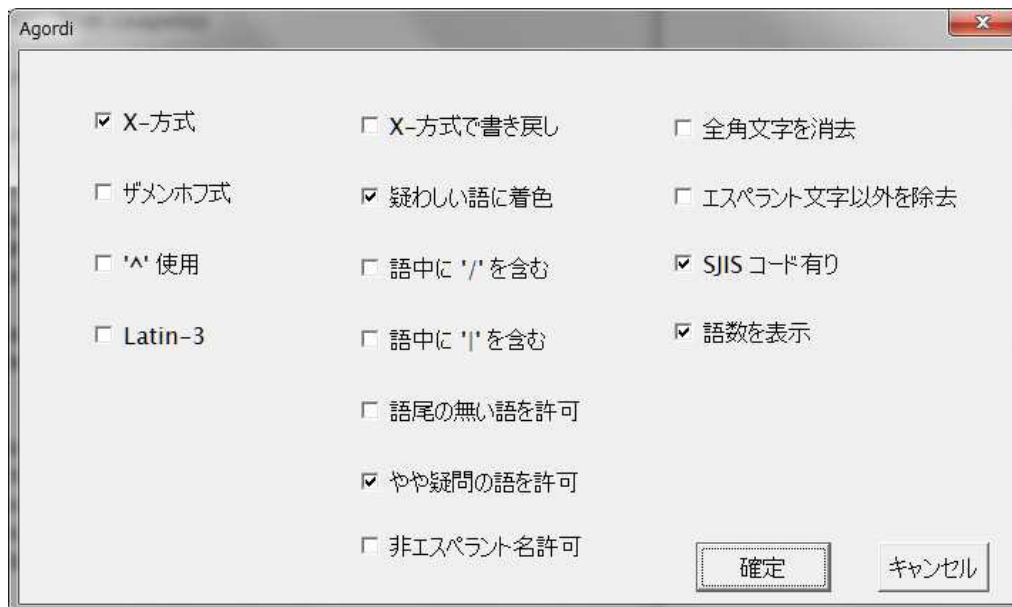 Agordi
X-方式
ザメンホフ式
'^' 使用
Latin-3
X-方式で書き戻し
疑わしい語に着色
語中に '/' を含む
語中に '|' を含む
語尾の無い語を許可
やや疑問の語を許可
非エスペラント名許可
全角文字を消去
エスペラント文字以外を除去
SJIS コード有り
語数を表示
確定
キャンセル